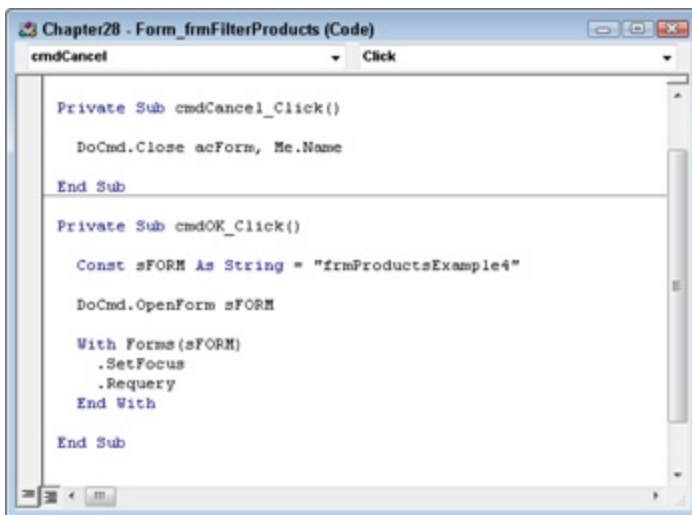 Chapter28 - Form_frmFilterProducts (Code)
cmdCancel Click
Private Sub cmdCancel_Click()
DoCmd.Close acForm, Me.Name
End Sub
Private Sub cmdOK_Click()
Const sFORM As String = "frmProductsExample4"
DoCmd.OpenForm sFORM
With Forms(sFORM)
.SetFocus
.Requery
End With
End Sub